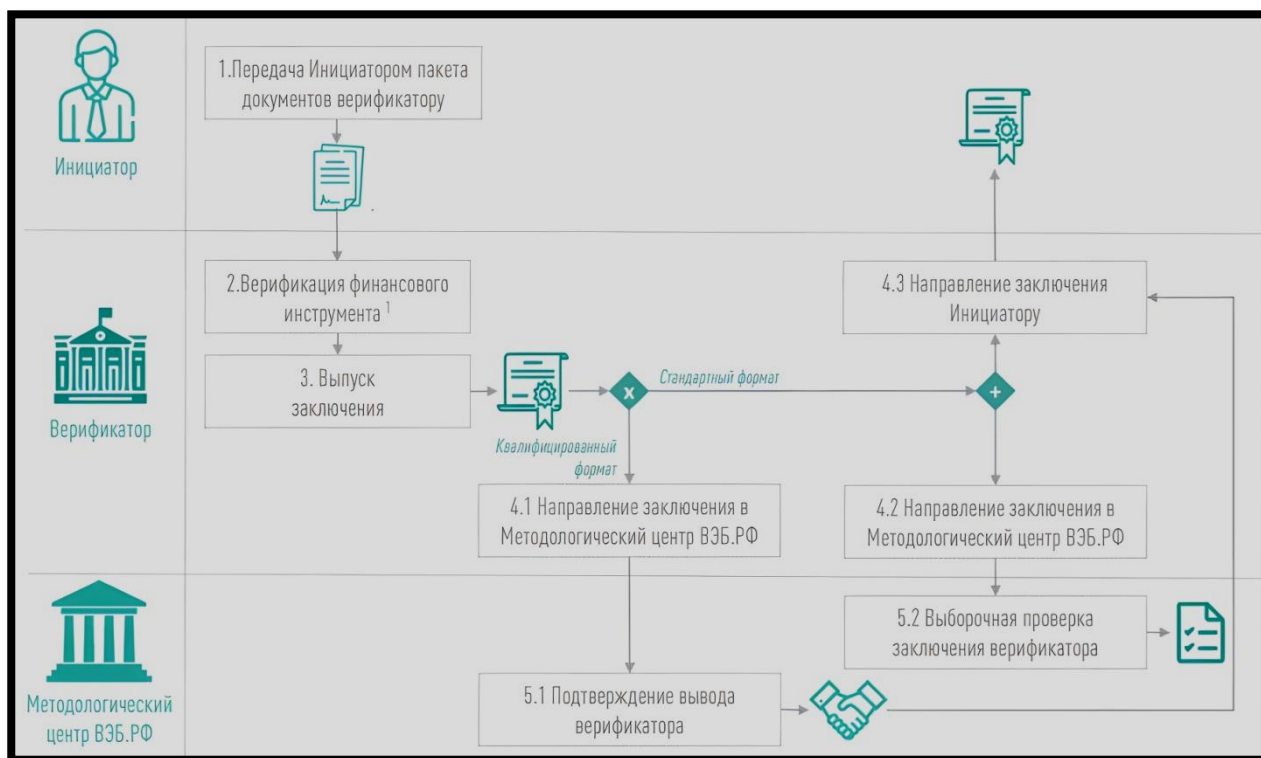 1.Передача Инициатором пакета
документов верификатору
Инициатор
2.Верификация финансового
инструмента 1
4.3 Направление заключения
Инициатору
3. Выпуск
заключения
Стандартный формат
x
+
Верификатор
Квалифицированный
формат
4.1 Направление заключения в
Методологический центр ВЭБ.РФ
4.2 Направление заключения в
Методологический центр ВЭБ.РФ
5.2 Выборочная проверка
заключения верификатора
Методологический
центр ВЭБ.РФ
5.1 Подтверждение вывода
верификатора